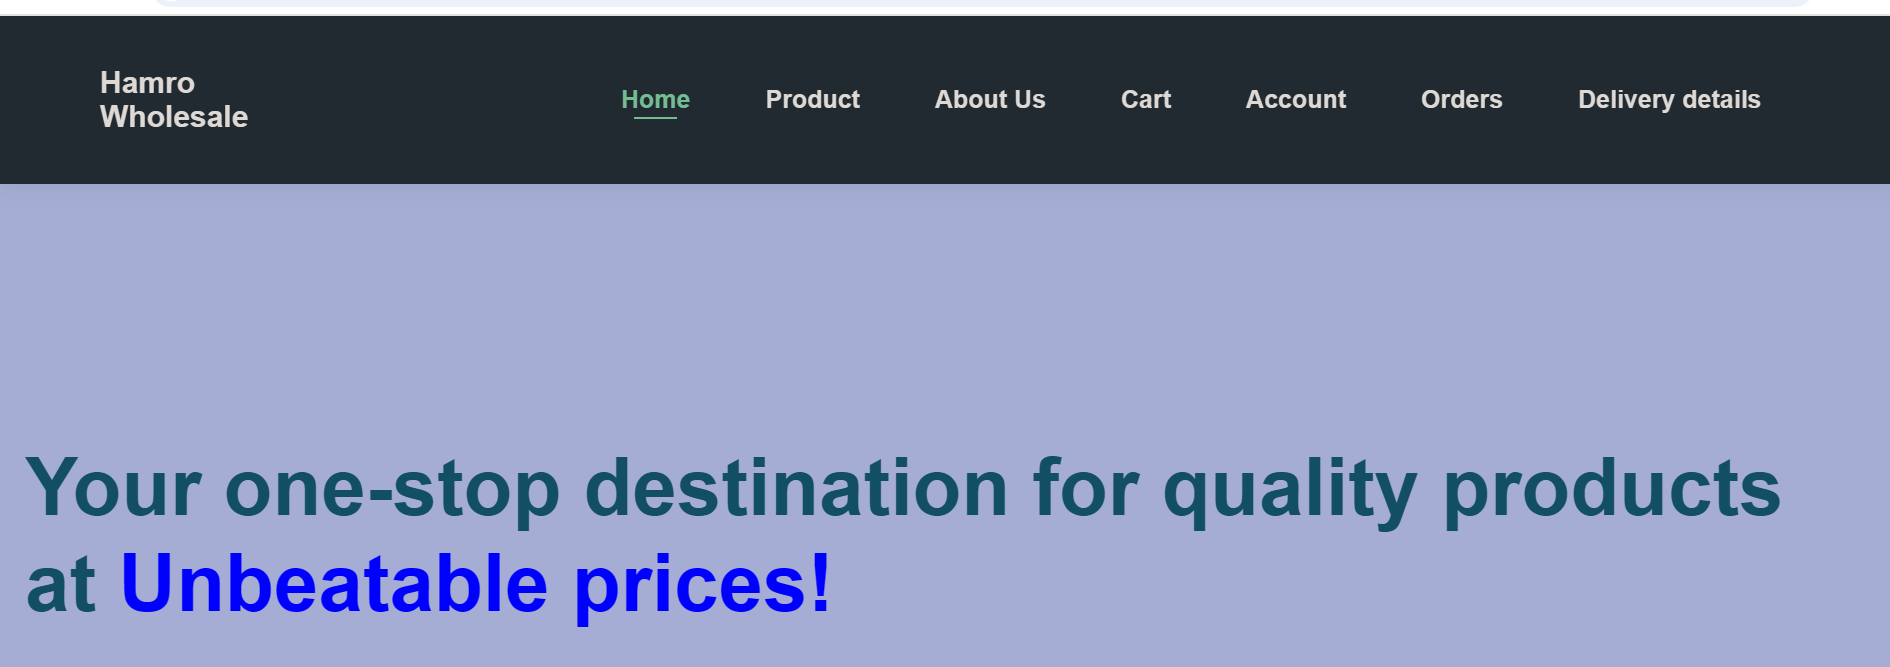 Hamro
Wholesale
Home Product About Us Cart Account Orders Delivery details
Your one-stop destination for quality products
at Unbeatable prices!